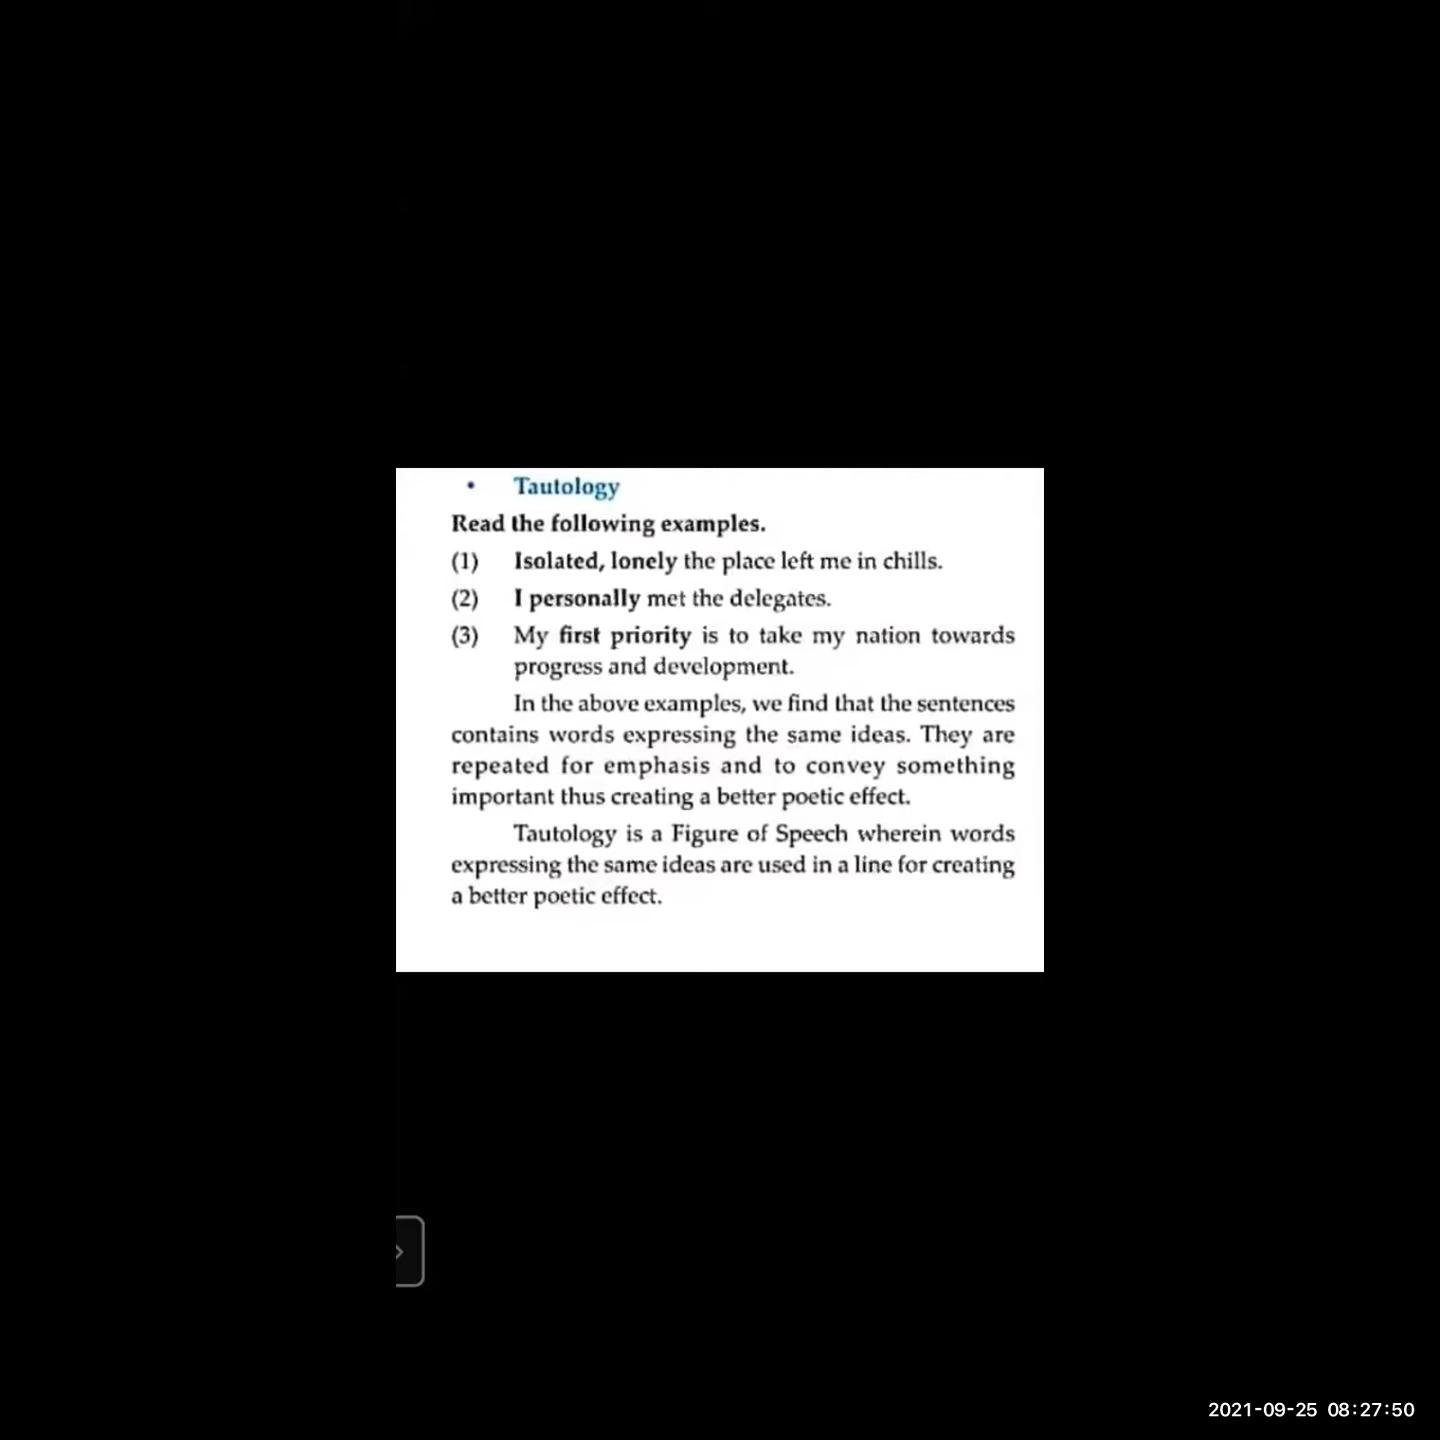 • Tautology
Read the following examples.
(1) Isolated, lonely the place left me in chills.
(2) I personally met the delegates.
(3) My first priority is to take my nation towards
progress and development.
In the above examples, we find that the sentences
contains words expressing the same ideas. They are
repeated for emphasis and to convey something
important thus creating a better poetic effect.
Tautology is a Figure of Speech wherein words
expressing the same ideas are used in a line for creating
a better poetic effect.
2021-09-25 08:27:50